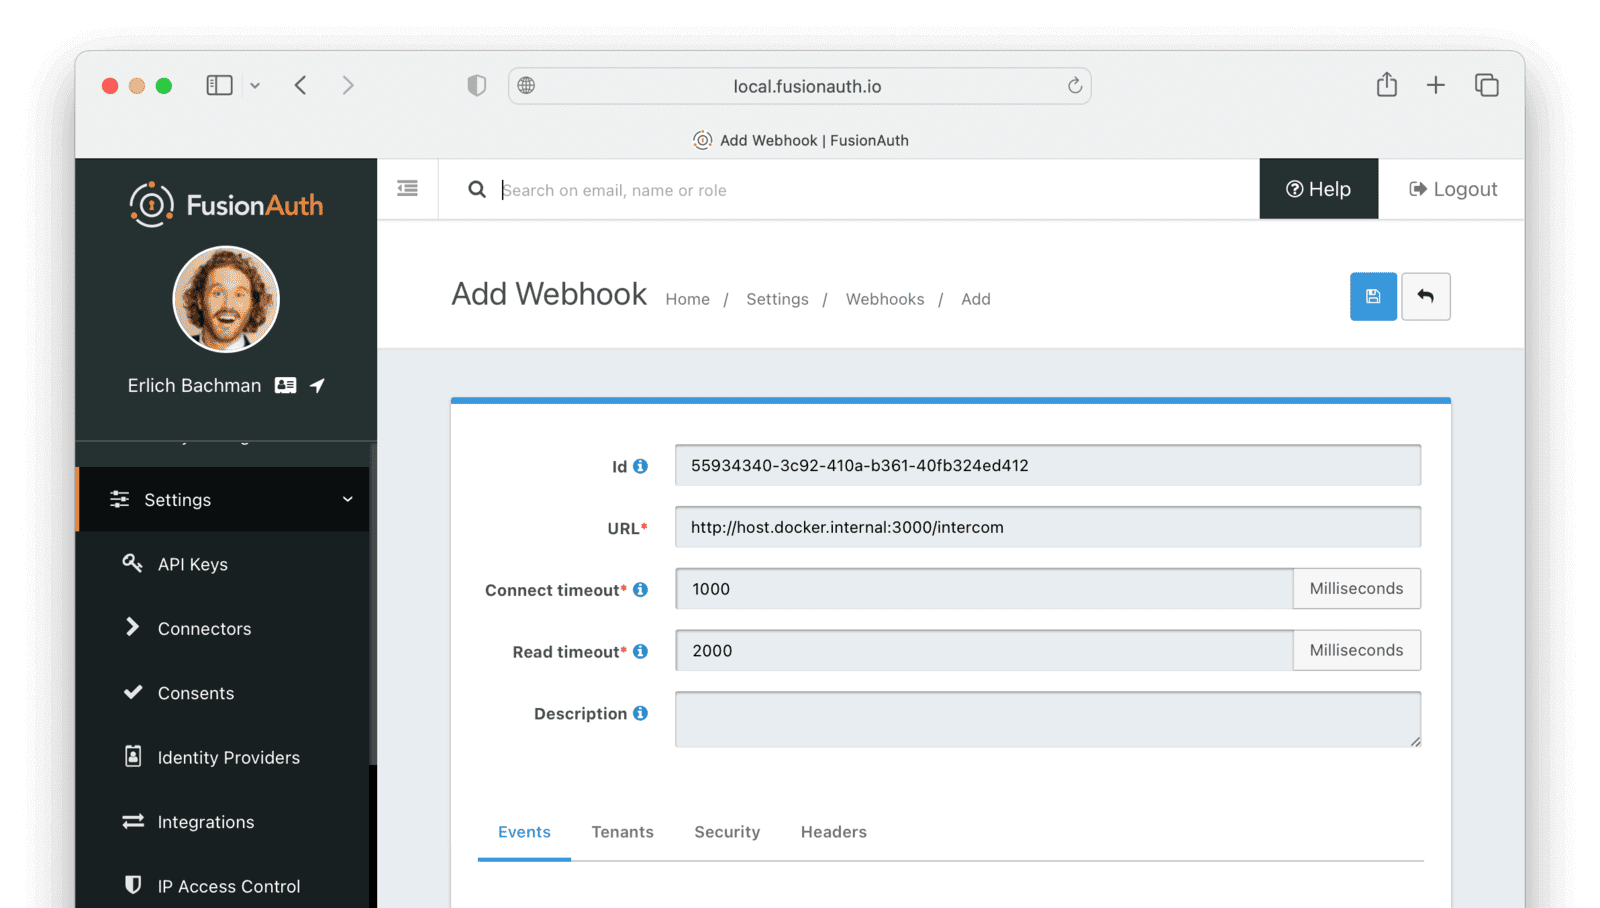 local.fusionauth.io
Add Webhook | FusionAuth
FusionAuth
Search on email, name or role
Help
Logout
Erlich Bachman
Add Webhook Home / Settings / Webhooks / Add
Settings
API Keys
Connectors
Consents
Identity Providers
Integrations
IP Access Control
Id 55934340-3c92-410a-b361-40fb324ed412
URL* http://host.docker.internal:3000/intercom
Connect timeout* 1000 Milliseconds
Read timeout* 2000 Milliseconds
Description
Events Tenants Security Headers